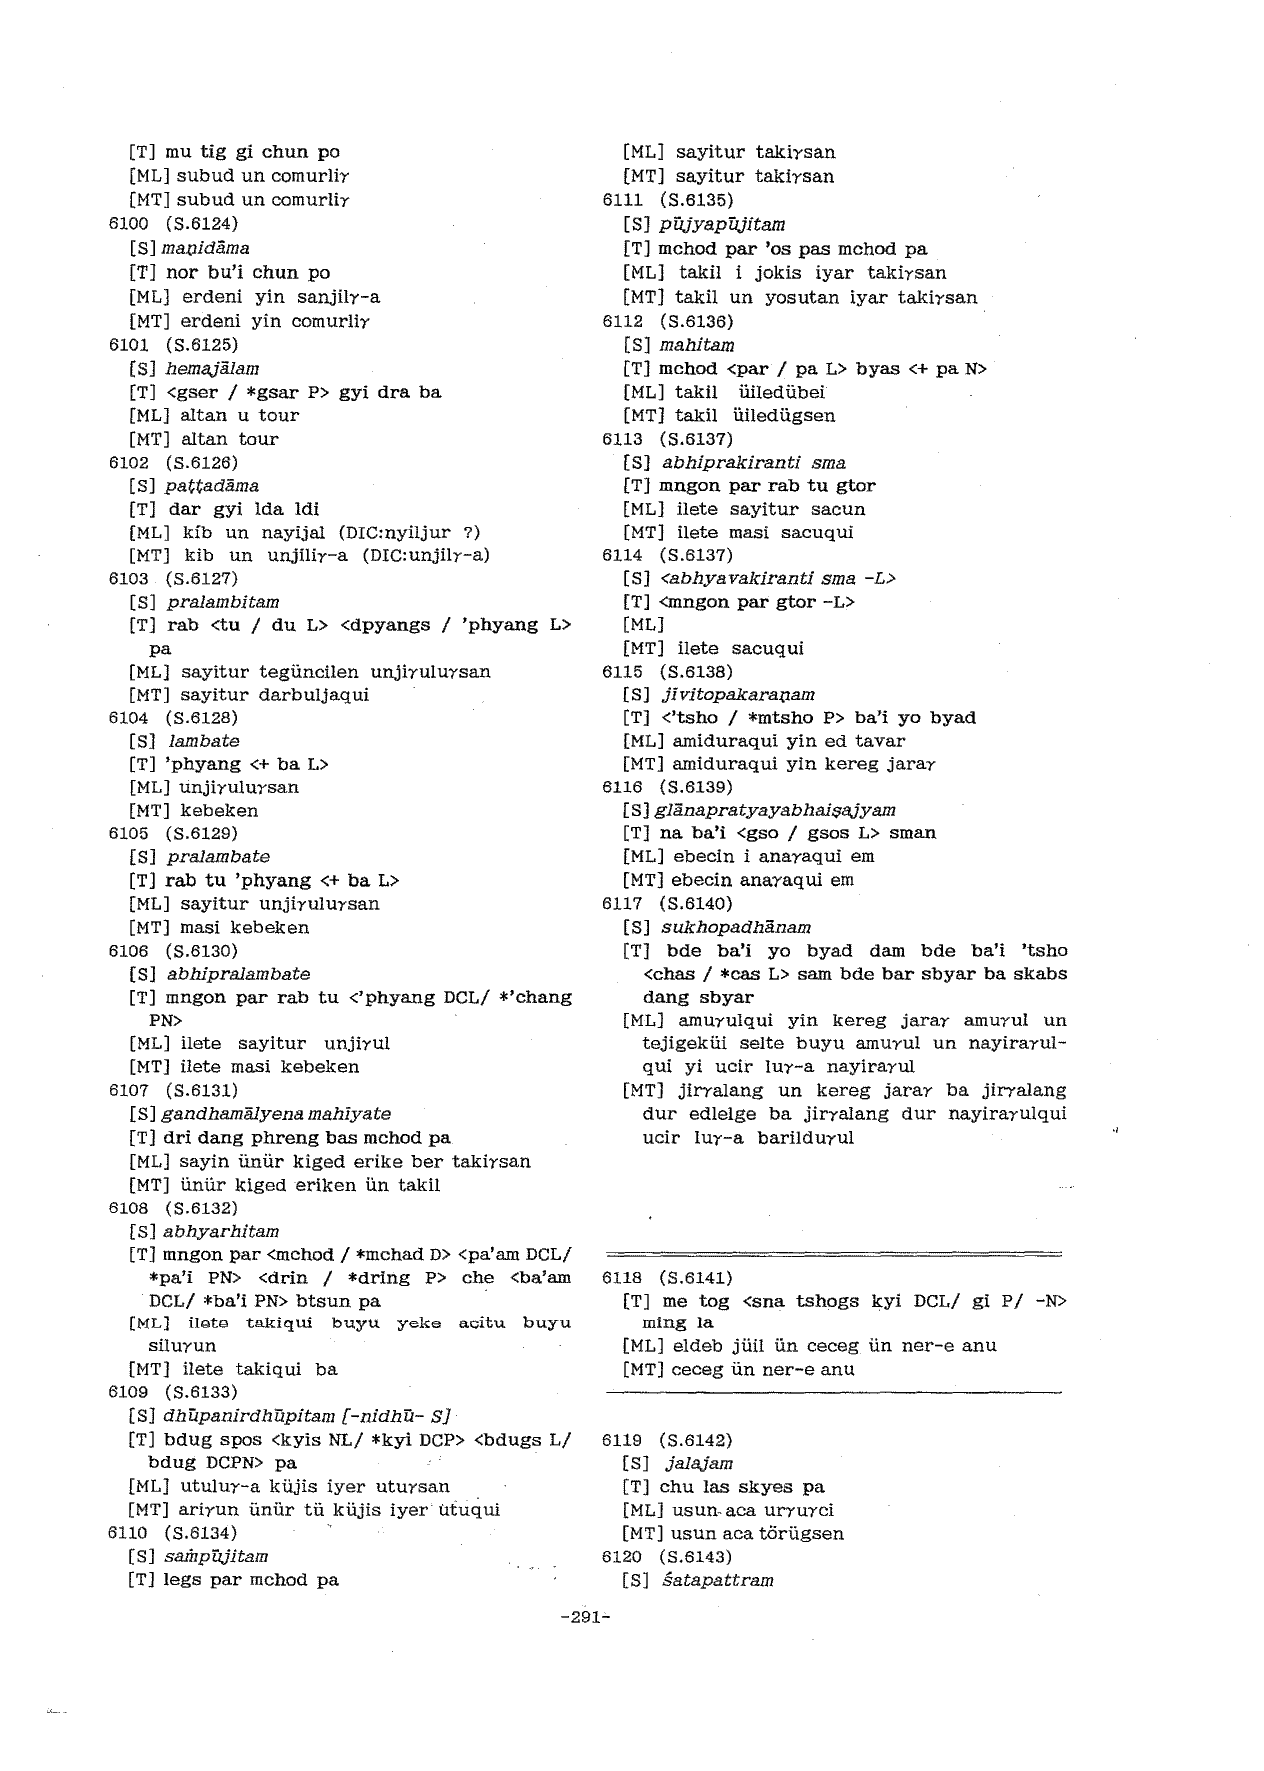 [T] mu tig gi chun po
[ML] subud un comurliγ
[MT] subud un comurliγ
6100 (S.6124)
[S] maṇidāma
[T] nor bu'i chun po
[ML] erdeni yin sanjilγ-a
[MT] erdeni yin comurliγ
6101 (S.6125)
[S] hemajālam
[T] <gser / *gsar P> gyi dra ba
[ML] altan u tour
[MT] altan tour
6102 (S.6126)
[S] paṭṭadāma
[T] dar gyi lda ldi
[ML] kib un nayijal (DIC:nyiljur ?)
[MT] kib un unjiliγ-a (DIC:unjilγ-a)
6103 (S.6127)
[S] pralambitam
[T] rab <tu / du L> <dpyangs / 'phyang L>
pa
[ML] sayitur tegüncilen unjiγuluγsan
[MT] sayitur darbuljaqui
6104 (S.6128)
[S] lambate
[T] 'phyang <+ ba L>
[ML] unjiγuluγsan
[MT] kebeken
6105 (S.6129)
[S] pralambate
[T] rab tu 'phyang <+ ba L>
[ML] sayitur unjiγuluγsan
[MT] masi kebeken
6106 (S.6130)
[S] abhipralambate
[T] mngon par rab tu <'phyang DCL/ *'chang
PN>
[ML] ilete sayitur unjiγul
[MT] ilete masi kebeken
6107 (S.6131)
[S] gandhamālyena mahīyate
[T] dri dang phreng bas mchod pa
[ML] sayin ünür kiged erike ber takiγsan
[MT] ünür kiged eriken ün takil
6108 (S.6132)
[S] abhyarhitam
[T] mngon par <mchod / *mchad D> <pa'am DCL/
*pa'i PN> <drin / *dring P> che <ba'am
DCL/ *ba'i PN> btsun pa
[ML] ilete takiqui buyu yeke acitu buyu
siluγun
[MT] ilete takiqui ba
6109 (S.6133)
[S] dhūpanirdhūpitam [-nidhū- S]
[T] bdug spos <kyis NL/ *kyi DCP> <bdugs L/
bdug DCPN> pa
[ML] utuluγ-a küjis iyer utuγsan
[MT] ariγun ünür tü küjis iyer utuqui
6110 (S.6134)
[S] saṁpūjitam
[T] legs par mchod pa
[ML] sayitur takiγsan
[MT] sayitur takiγsan
6111 (S.6135)
[S] pūjyapūjitam
[T] mchod par 'os pas mchod pa
[ML] takil i jokis iyar takiγsan
[MT] takil un yosutan iyar takiγsan
6112 (S.6136)
[S] mahitam
[T] mchod <par / pa L> byas <+ pa N>
[ML] takil üiledübei
[MT] takil üiledügsen
6113 (S.6137)
[S] abhiprakiranti sma
[T] mngon par rab tu gtor
[ML] ilete sayitur sacun
[MT] ilete masi sacuqui
6114 (S.6137)
[S] <abhyavakiranti sma -L>
[T] <mngon par gtor -L>
[ML]
[MT] ilete sacuqui
6115 (S.6138)
[S] jīvitopakaraṇam
[T] <'tsho / *mtsho P> ba'i yo byad
[ML] amiduraqui yin ed tavar
[MT] amiduraqui yin kereg jaraγ
6116 (S.6139)
[S] glānapratyayabhaiṣajyam
[T] na ba'i <gso / gsos L> sman
[ML] ebecin i anaγaqui em
[MT] ebecin anaγaqui em
6117 (S.6140)
[S] sukhopadhānam
[T] bde ba'i yo byad dam bde ba'i 'tsho
<chas / *cas L> sam bde bar sbyar ba skabs
dang sbyar
[ML] amuγulqui yin kereg jaraγ amuγul un
tejigeküi selte buyu amuγul un nayiraγul-
qui yi ucir luγ-a nayiraγul
[MT] jirγalang un kereg jaraγ ba jirγalang
dur edlelge ba jirγalang dur nayiraγulqui
ucir luγ-a barilduγul
6118 (S.6141)
[T] me tog <sna tshogs kyi DCL/ gi P/ -N>
ming la
[ML] eldeb jüil ün ceceg ün ner-e anu
[MT] ceceg ün ner-e anu
6119 (S.6142)
[S] jalajam
[T] chu las skyes pa
[ML] usun aca urγuγci
[MT] usun aca törügsen
6120 (S.6143)
[S] śatapattram
-291-